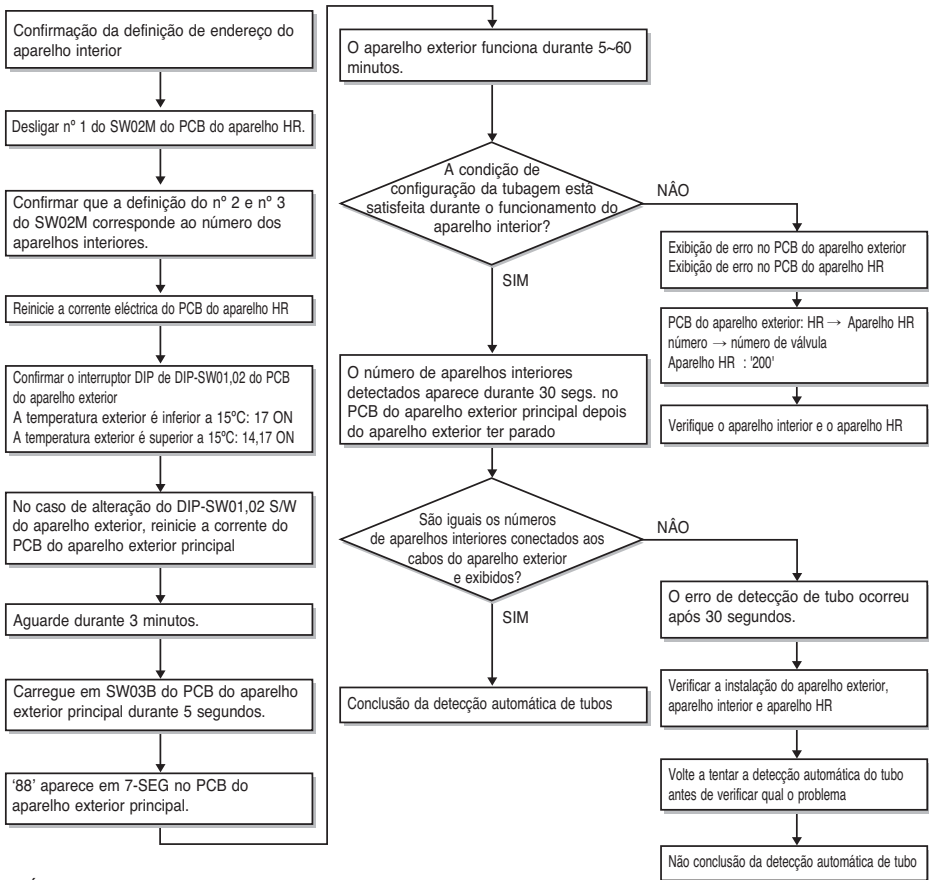 Confirmação da definição de endereço do
aparelho interior
Desligar nº 1 do SW02M do PCB do aparelho HR.
Confirmar que a definição do nº 2 e nº 3
do SW02M corresponde ao número dos
aparelhos interiores.
Reinicie a corrente eléctrica do PCB do aparelho HR
Confirmar o interruptor DIP de DIP-SW01,02 do PCB
do aparelho exterior
A temperatura exterior é inferior a 15ºC: 17 ON
A temperatura exterior é superior a 15ºC: 14,17 ON
No caso de alteração do DIP-SW01,02 S/W
do aparelho exterior, reinicie a corrente do
PCB do aparelho exterior principal
Aguarde durante 3 minutos.
Carregue em SW03B do PCB do aparelho
exterior principal durante 5 segundos.
‘88’ aparece em 7-SEG no PCB do
aparelho exterior principal.
O aparelho exterior funciona durante 5~60
minutos.
A condição de
configuração da tubagem está
satisfeita durante o funcionamento do
aparelho interior?
NÂO
SIM
Exibição de erro no PCB do aparelho exterior
Exibição de erro no PCB do aparelho HR
PCB do aparelho exterior: HR → Aparelho HR
número → número de válvula
Aparelho HR : '200'
Verifique o aparelho interior e o aparelho HR
O número de aparelhos interiores
detectados aparece durante 30 segs. no
PCB do aparelho exterior principal depois
do aparelho exterior ter parado
São iguais os números
de aparelhos interiores conectados aos
cabos do aparelho exterior
e exibidos?
NÂO
SIM
Conclusão da detecção automática de tubos
O erro de detecção de tubo ocorreu
após 30 segundos.
Verificar a instalação do aparelho exterior,
aparelho interior e aparelho HR
Volte a tentar a detecção automática do tubo
antes de verificar qual o problema
Não conclusão da detecção automática de tubo